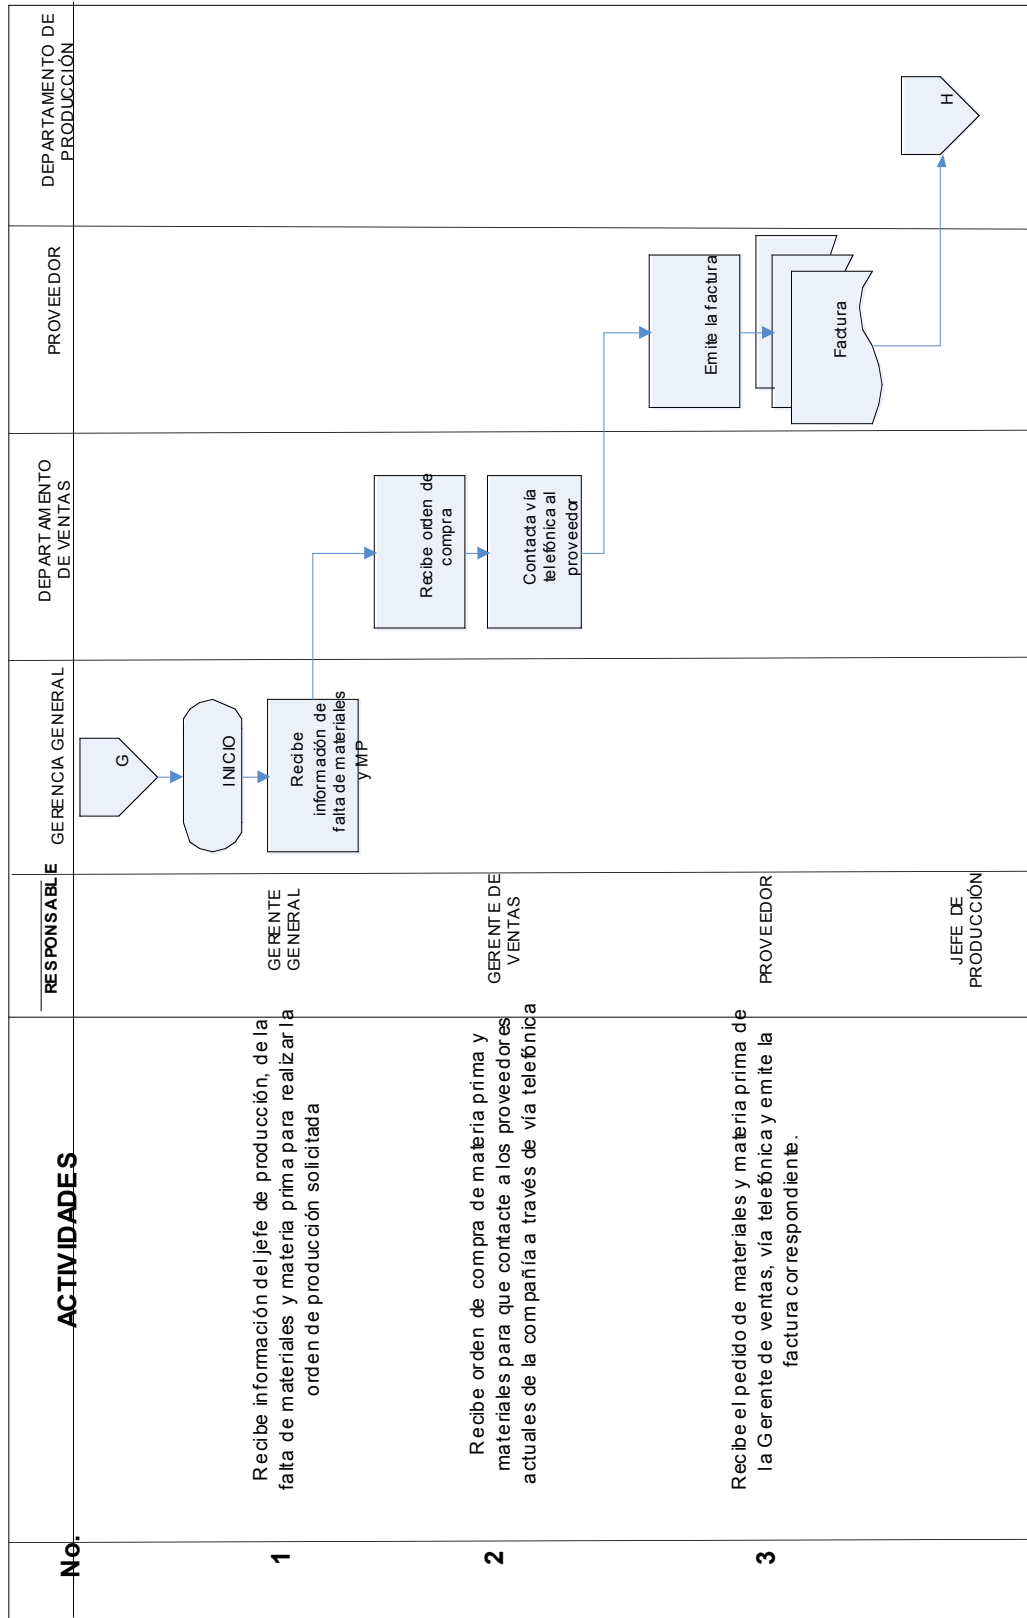 No.
ACTIVIDADES
RESPONSABLE
GERENCIA GENERAL
DEPARTAMENTO
DE VENTAS
PROVEEDOR
DEPARTAMENTO DE
PRODUCCIÓN
G
INICIO
1
Recibe información del jefe de producción, de la
falta de materiales y materia prima para realizar la
orden de producción solicitada
GERENTE
GENERAL
Recibe
información de
falta de materiales
y MP
2
Recibe orden de compra de materia prima y
materiales para que contacte a los proveedores
actuales de la compañía a través de vía telefónica
GERENTE DE
VENTAS
Recibe orden de
compra
Contacta vía
telefónica al
proveedor
3
Recibe el pedido de materiales y materia prima de
la Gerente de ventas, vía telefónica y emite la
factura correspondiente.
PROVEEDOR
Emite la factura
Factura
JEFE DE
PRODUCCIÓN
H